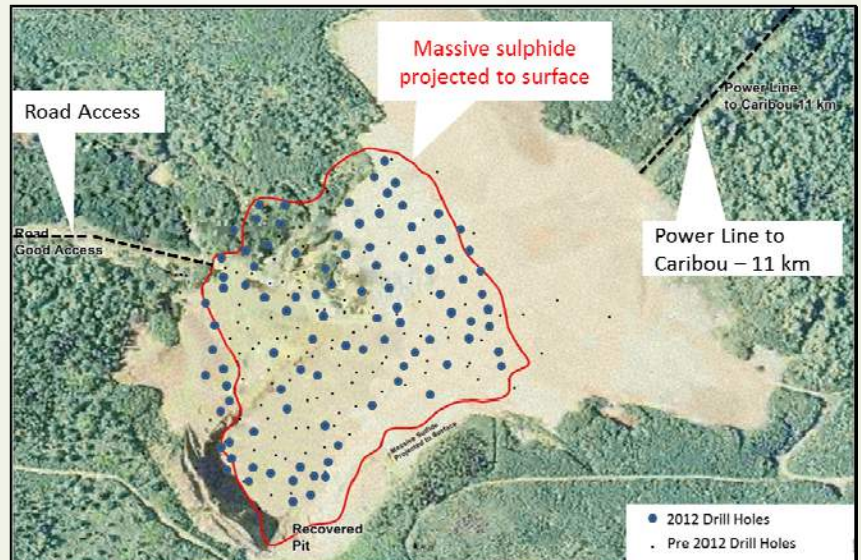 Massive sulphide
projected to surface
Road Access
Power Line
to Caribou 11 km
Road
Good Access
Power Line to
Caribou – 11 km
Massive Sulfide
Projected to Surface
Recovered
Pit
2012 Drill Holes
Pre 2012 Drill Holes